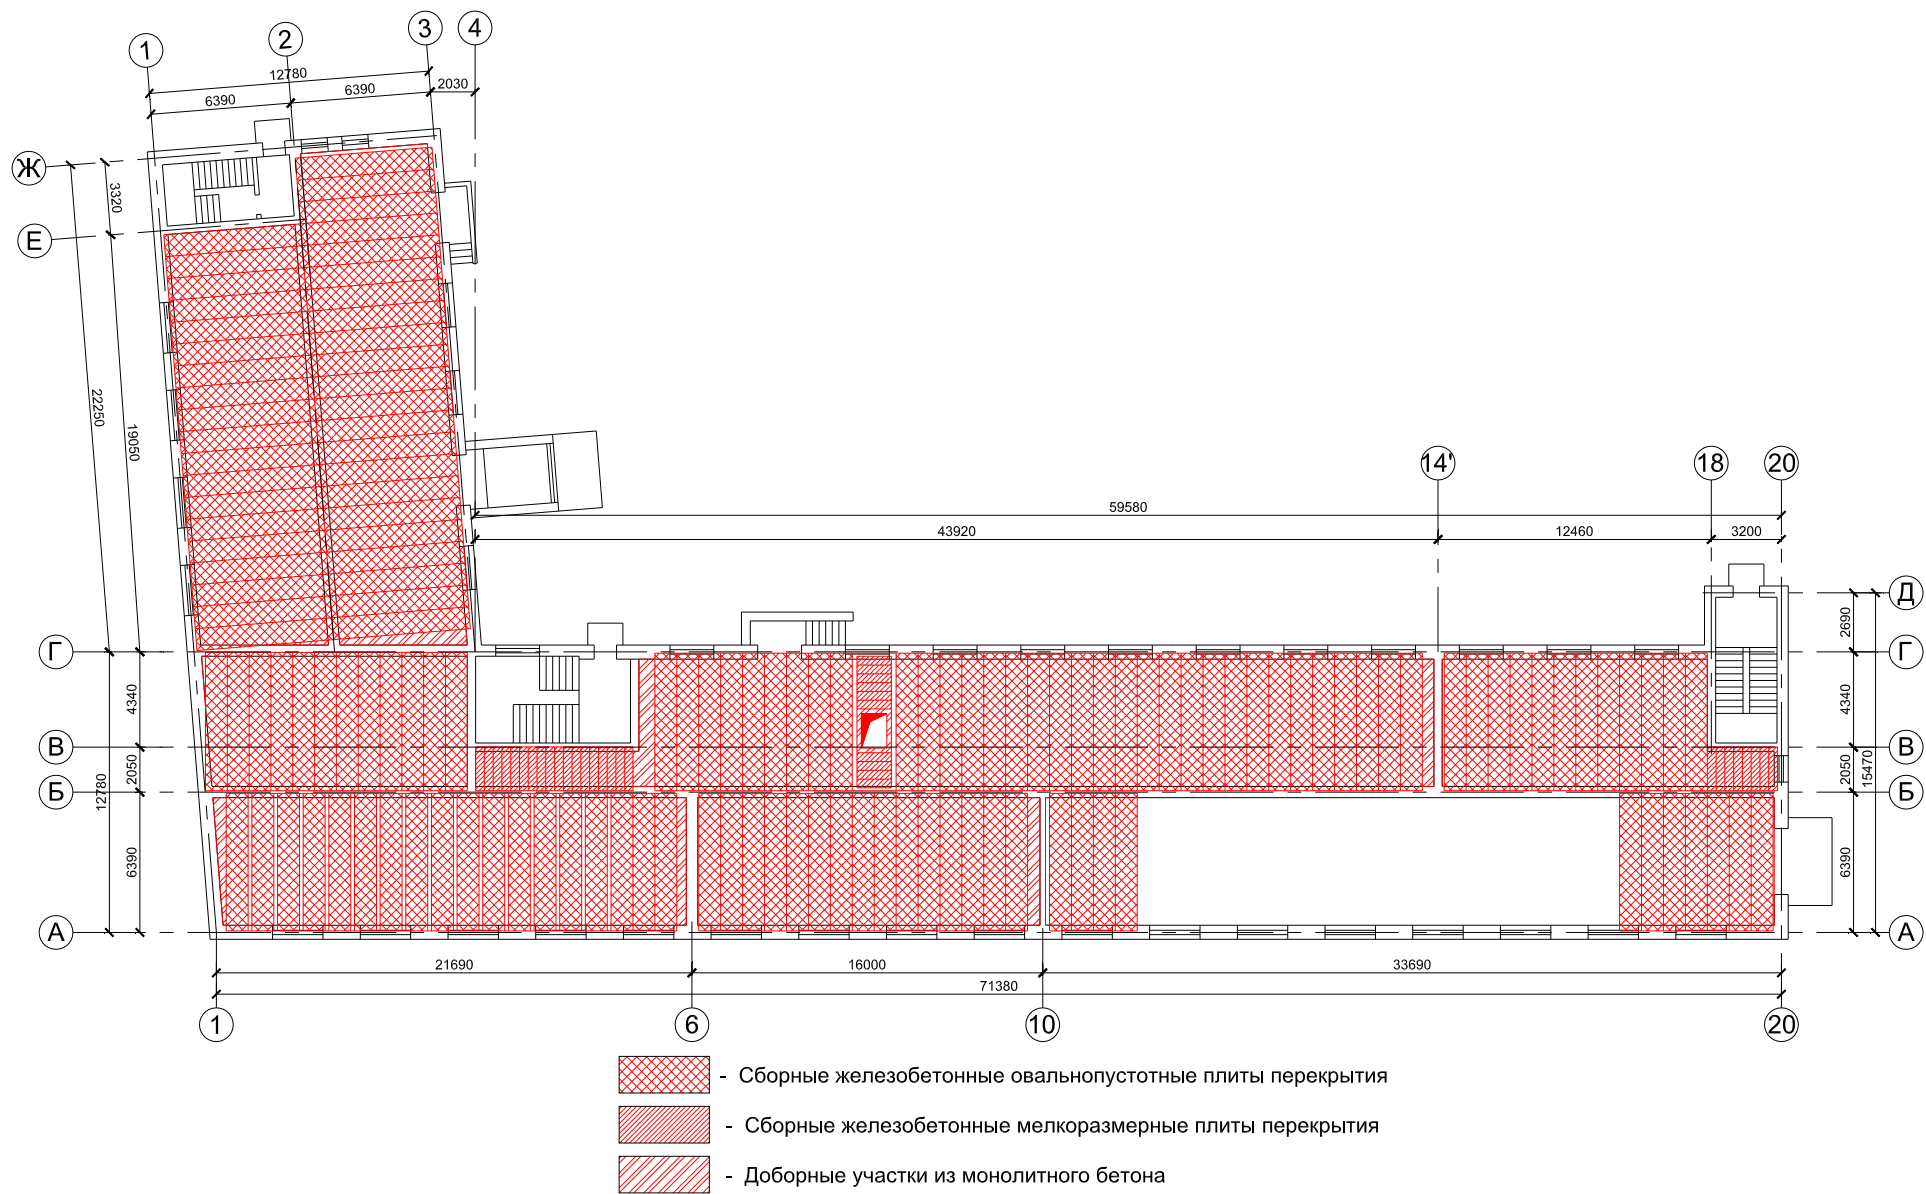 1
2
3
4
12780
2030
6390
6390
Ж
3320
Е
22250
19050
14'
18
20
59580
43920
12460
3200
Д
2690
Г
Г
4340
4340
В
В
12780
2050
2050
15470
Б
Б
6390
6390
А
А
21690
16000
33690
71380
1
6
10
20
- Сборные железобетонные овальнопустотные плиты перекрытия
- Сборные железобетонные мелкоразмерные плиты перекрытия
- Доборные участки из монолитного бетона